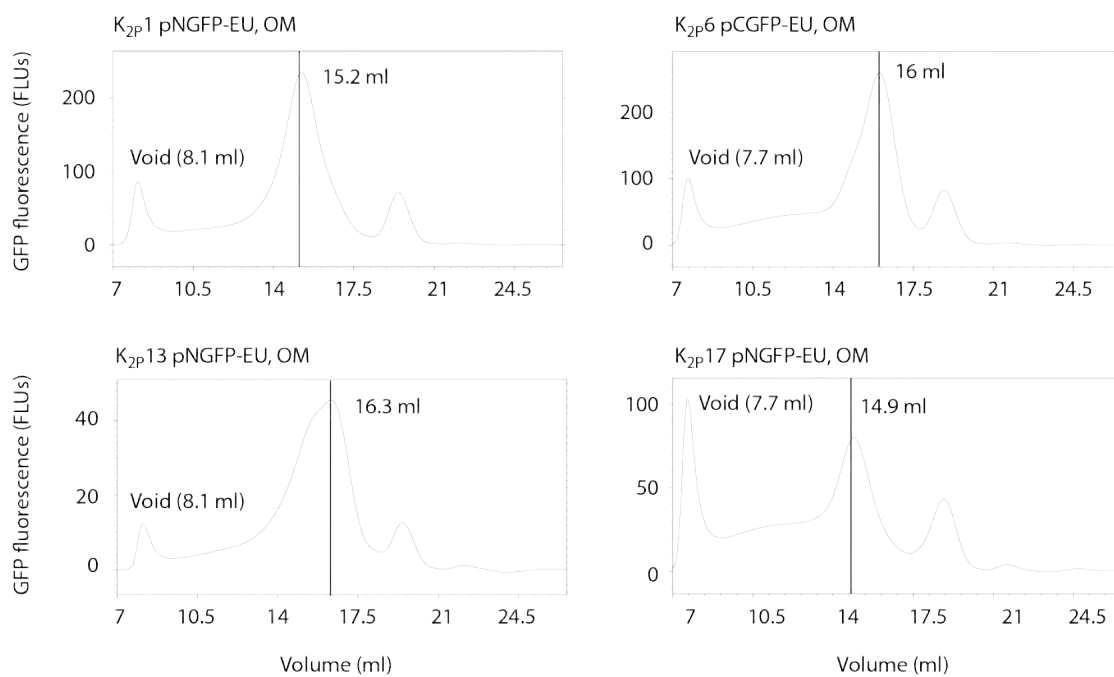 K2P1 pNGFP-EU, OM
GFP fluorescence (FLUs)
200
100
0
Void (8.1 ml)
15.2 ml
7 10.5 14 17.5 21 24.5
K2P6 pCGFP-EU, OM
200
100
0
Void (7.7 ml)
16 ml
7 10.5 14 17.5 21 24.5
K2P13 pNGFP-EU, OM
GFP fluorescence (FLUs)
40
20
0
Void (8.1 ml)
16.3 ml
7 10.5 14 17.5 21 24.5
Volume (ml)
K2P17 pNGFP-EU, OM
100
50
0
Void (7.7 ml)
14.9 ml
7 10.5 14 17.5 21 24.5
Volume (ml)